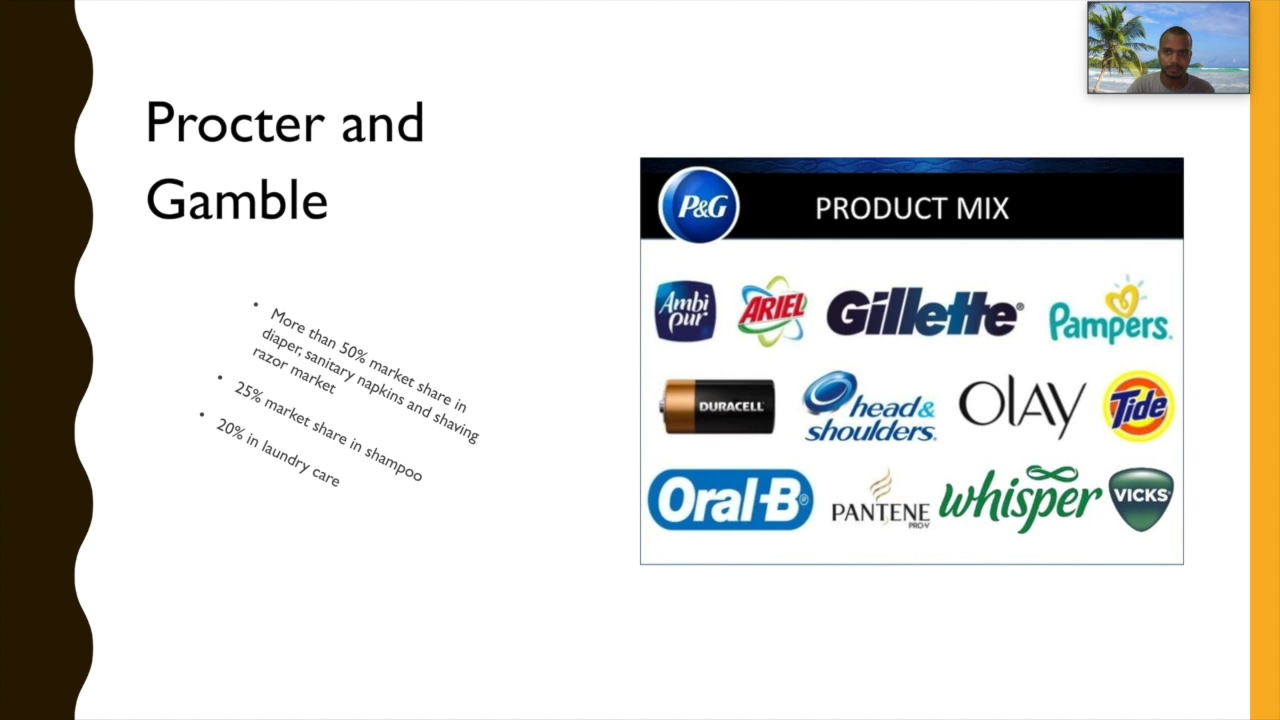 Procter and
Gamble
• More than 50% market share in
diaper, sanitary napkins and shaving
razor market
• 25% market share in shampoo
• 20% in laundry care
P&G
PRODUCT MIX
Ambi pur
ARIEL
Gillette®
Pampers.
DURACELL
head&
shoulders.
OLAY
Tide
Oral-B®
PANTENE
PRO-V
whisper
VICKS